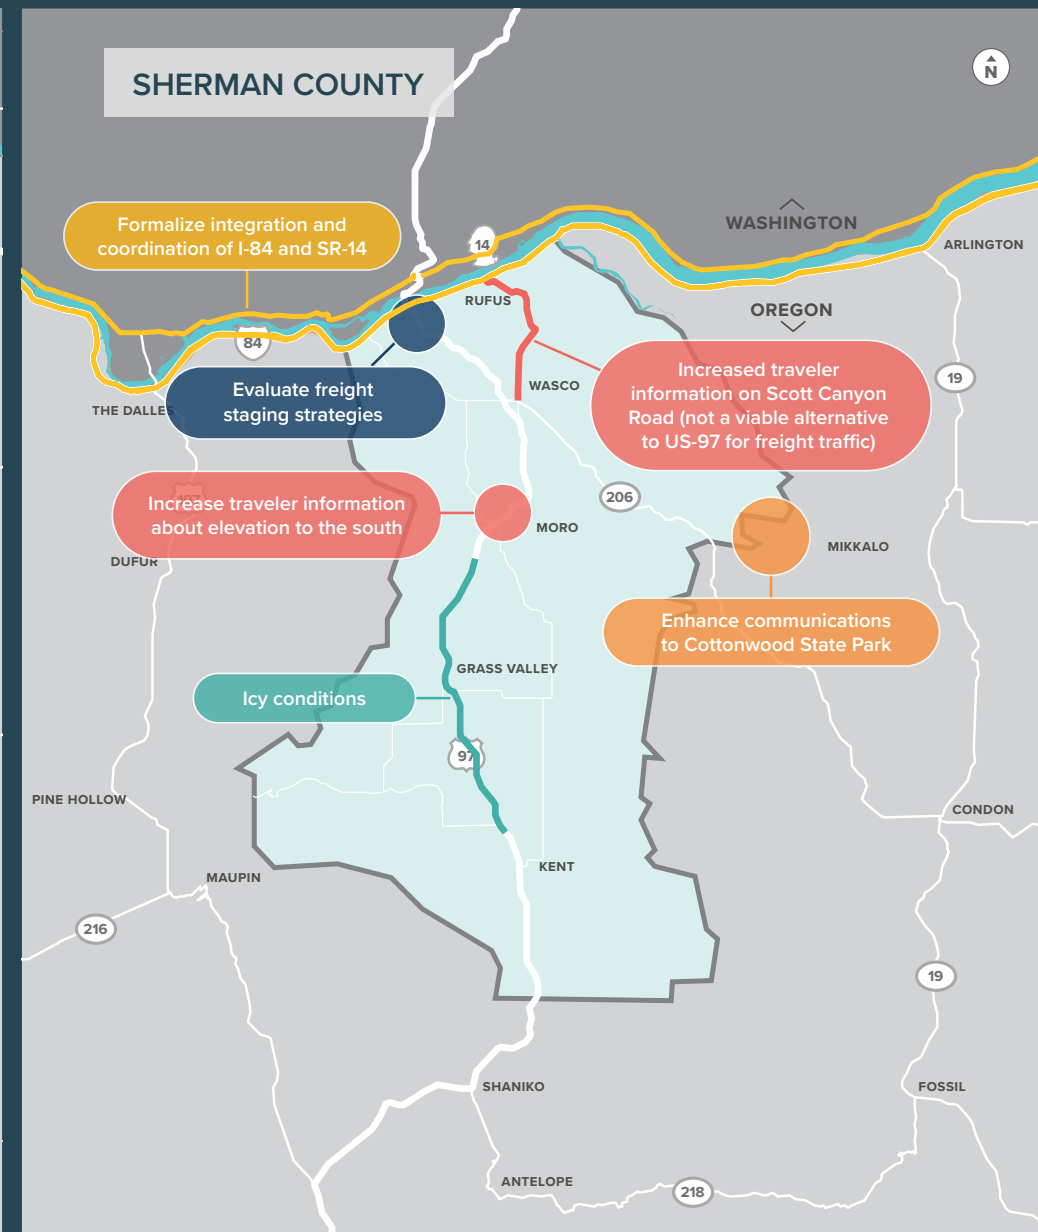 SHERMAN COUNTY
N
Formalize integration and
coordination of I-84 and SR-14
14
WASHINGTON
ARLINGTON
RUFUS
OREGON
84
Evaluate freight
staging strategies
THE DALLES
WASCO
Increased traveler
information on Scott Canyon
Road (not a viable alternative
to US-97 for freight traffic)
19
197
Increase traveler information
about elevation to the south
206
MORO
DUFUR
MIKKALO
Enhance communications
to Cottonwood State Park
GRASS VALLEY
Icy conditions
97
PINE HOLLOW
CONDON
KENT
MAUPIN
216
19
SHANIKO
FOSSIL
ANTELOPE
218